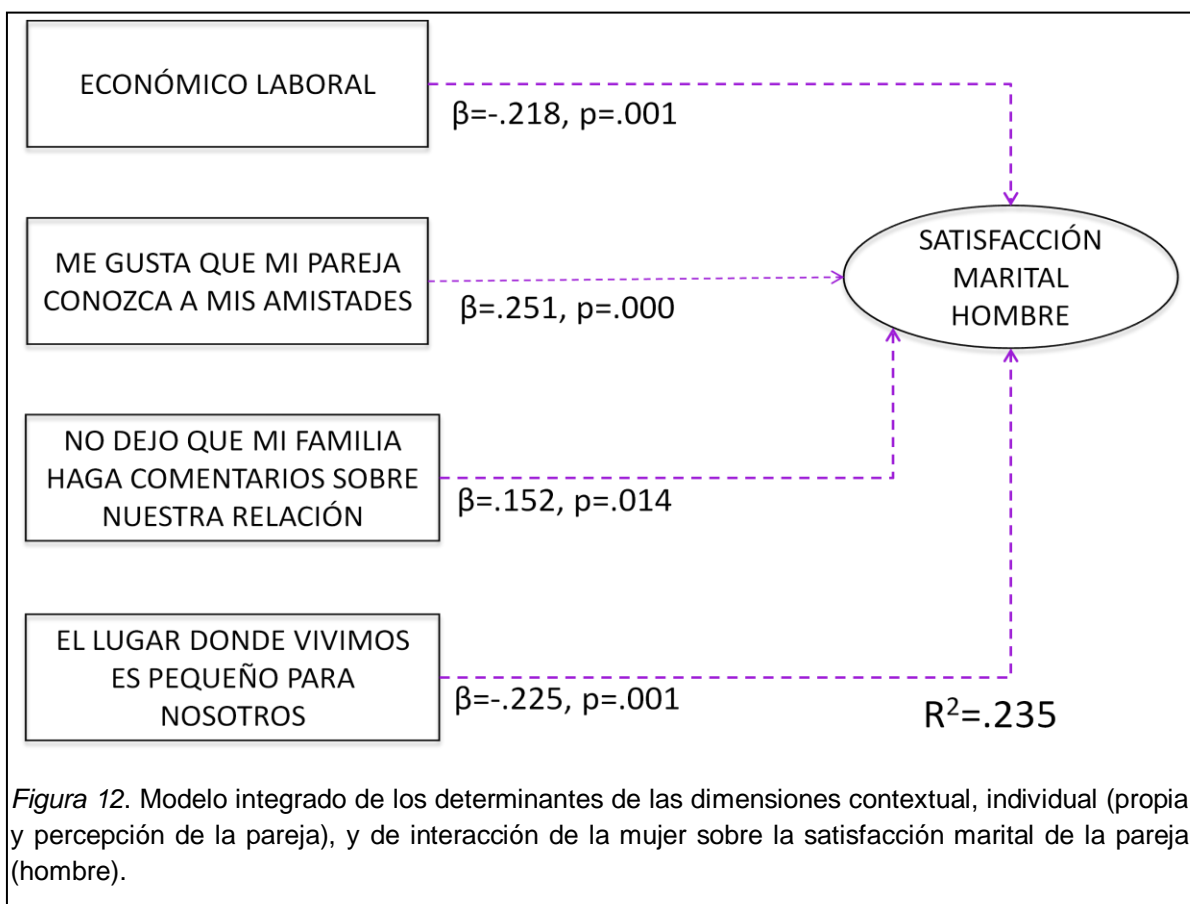 ECONÓMICO LABORAL
β=-.218, p=.001
ME GUSTA QUE MI PAREJA
CONOZCA A MIS AMISTADES
β=.251, p=.000
SATISFACCIÓN
MARITAL
HOMBRE
NO DEJO QUE MI FAMILIA
HAGA COMENTARIOS SOBRE
NUESTRA RELACIÓN
β=.152, p=.014
EL LUGAR DONDE VIVIMOS
ES PEQUEÑO PARA
NOSOTROS
β=-.225, p=.001
R²=.235
Figura 12. Modelo integrado de los determinantes de las dimensiones contextual, individual (propia
y percepción de la pareja), y de interacción de la mujer sobre la satisfacción marital de la pareja
(hombre).